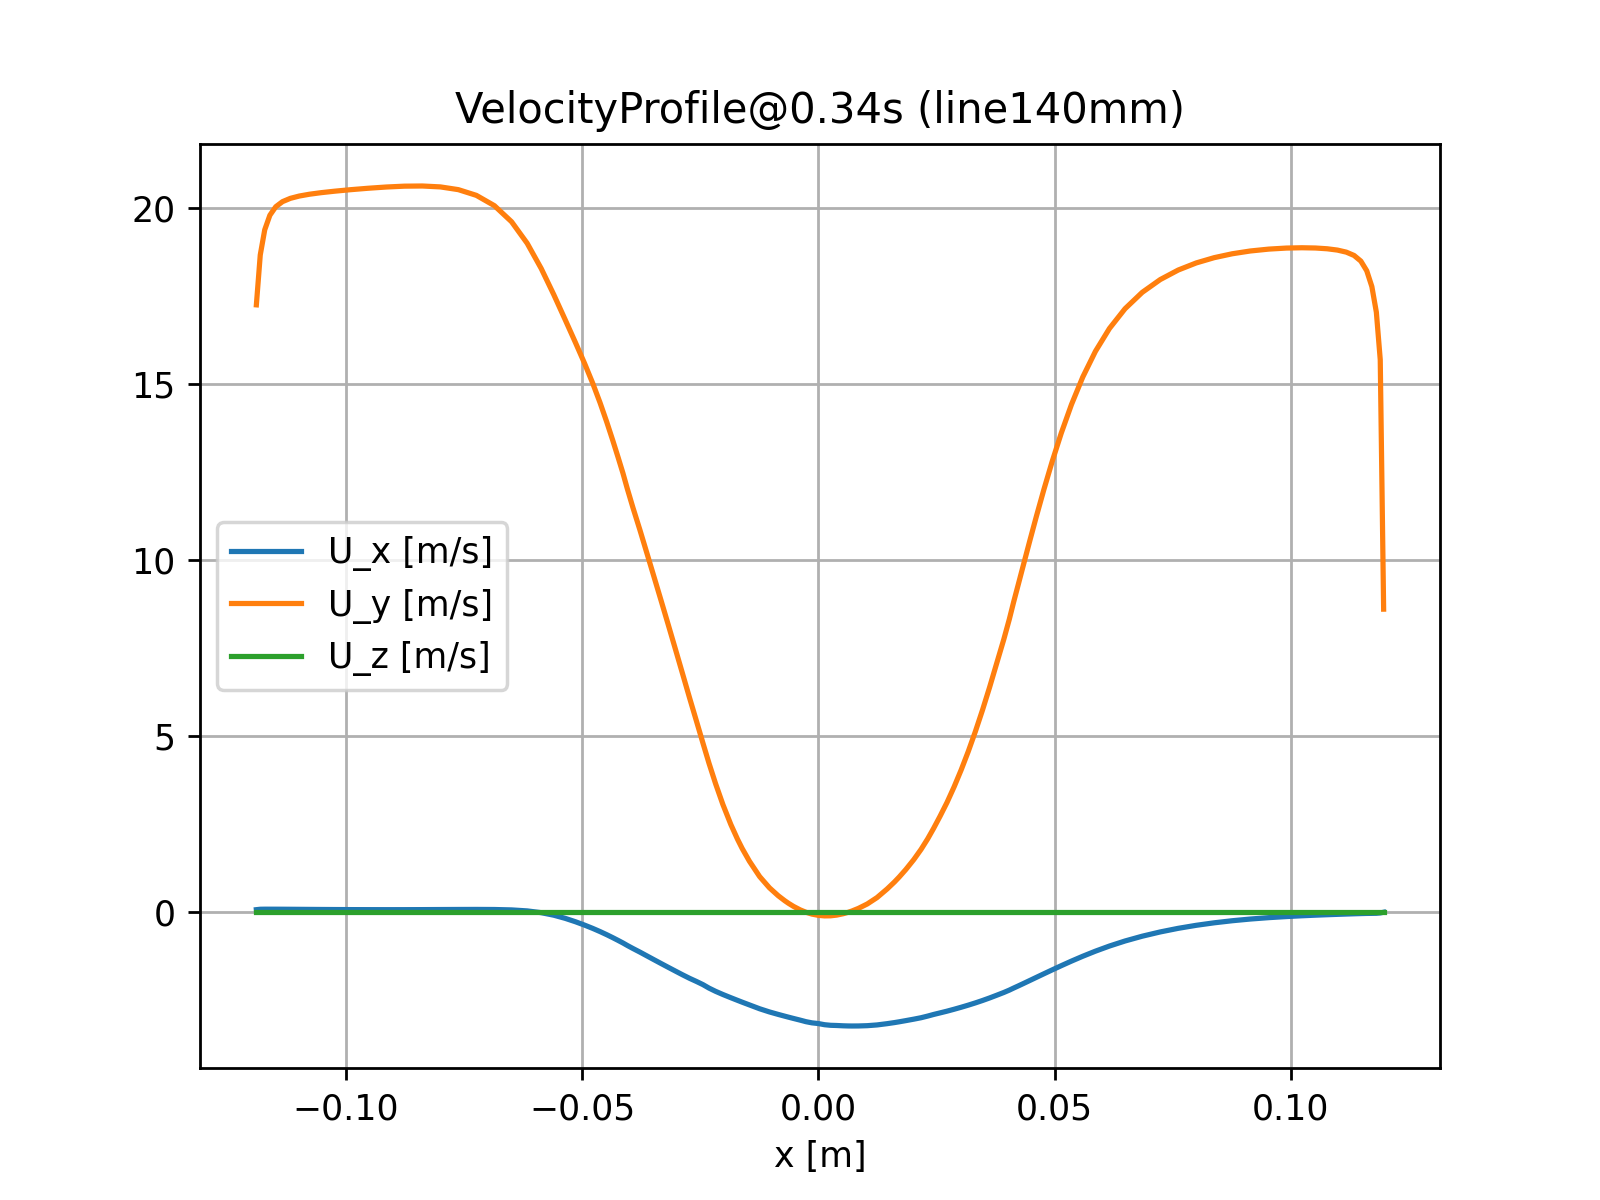 VelocityProfile@0.34s (line140mm)
20
15
10
5
0
U_x [m/s]
U_y [m/s]
U_z [m/s]
−0.10 −0.05 0.00 0.05 0.10
x [m]